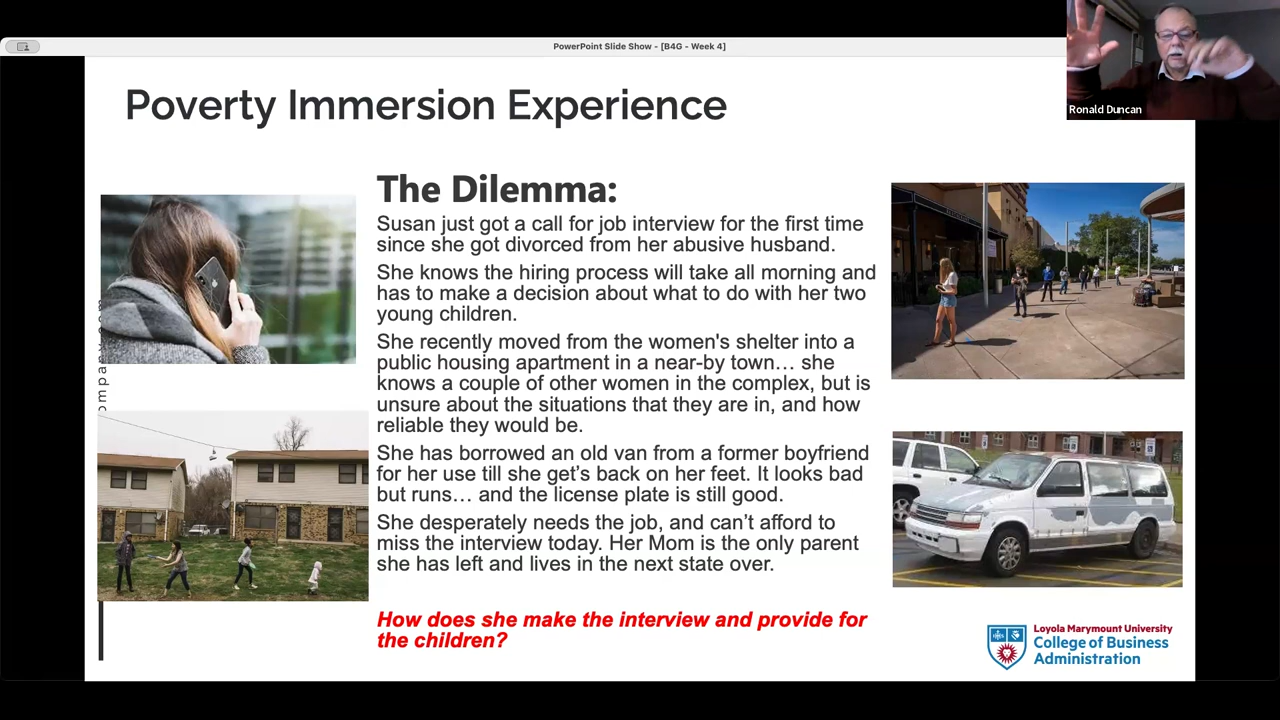 PowerPoint Slide Show - [B4G - Week 4]
Ronald Duncan
Poverty Immersion Experience
The Dilemma:
Susan just got a call for job interview for the first time
since she got divorced from her abusive husband.
She knows the hiring process will take all morning and
has to make a decision about what to do with her two
young children.
She recently moved from the women's shelter into a
public housing apartment in a near-by town… she
knows a couple of other women in the complex, but is
unsure about the situations that they are in, and how
reliable they would be.
She has borrowed an old van from a former boyfriend
for her use till she get's back on her feet. It looks bad
but runs… and the license plate is still good.
She desperately needs the job, and can't afford to
miss the interview today. Her Mom is the only parent
she has left and lives in the next state over.
How does she make the interview and provide for
the children?
Loyola Marymount University
College of Business
Administration